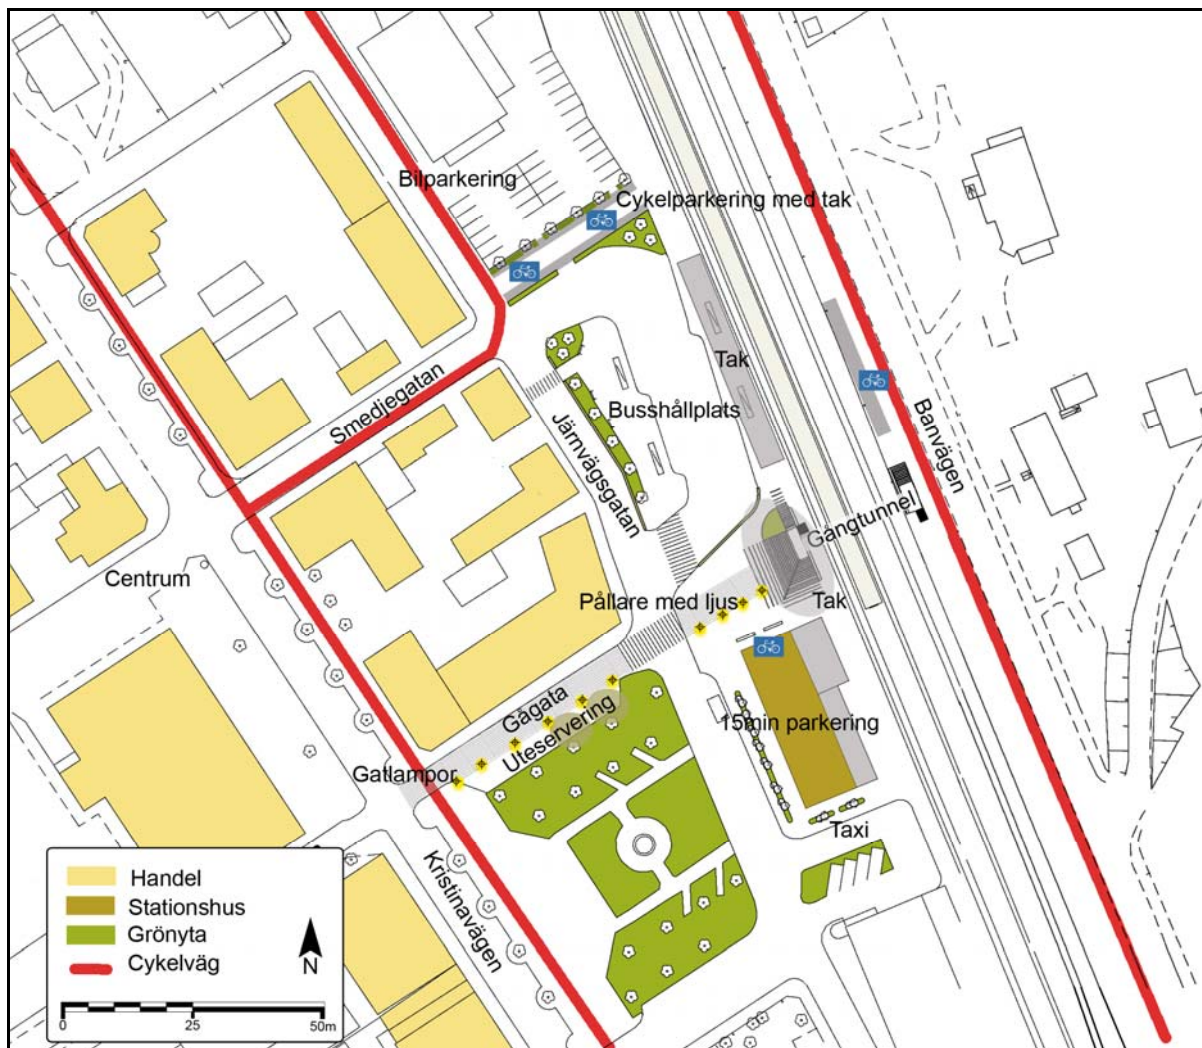 Bilparkering
Cykelparkering med tak
Tak
Smedjegatan
Busshållplats
Järnvägsgatan
Banvägen
Gångtunnel
Centrum
Pållare med ljus
Tak
Gågata
Uteservering
15min parkering
Gatlampor
Taxi
Kristinavägen
Handel
Stationshus
Grönyta
Cykelväg
N
0 25 50m